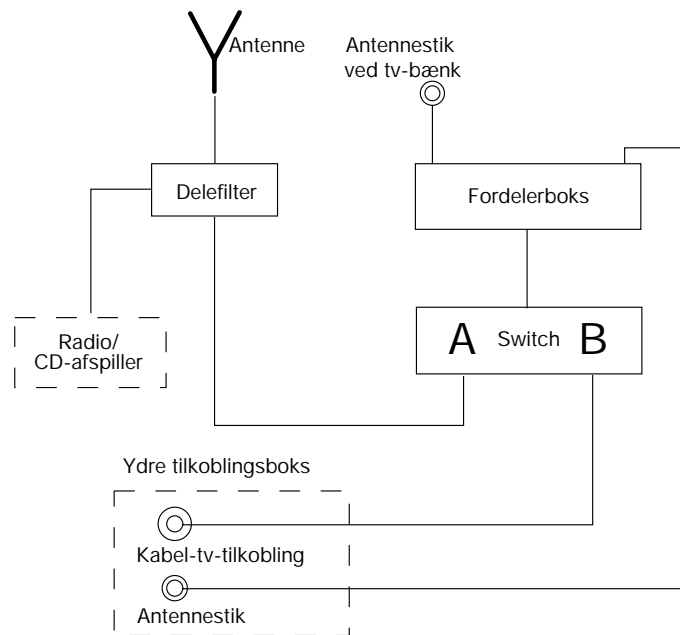 Antenne
Antennestik
ved tv-bænk
Delefilter
Fordelerboks
Radio/
CD-afspiller
A Switch B
Ydre tilkoblingsboks
Kabel-tv-tilkobling
Antennestik